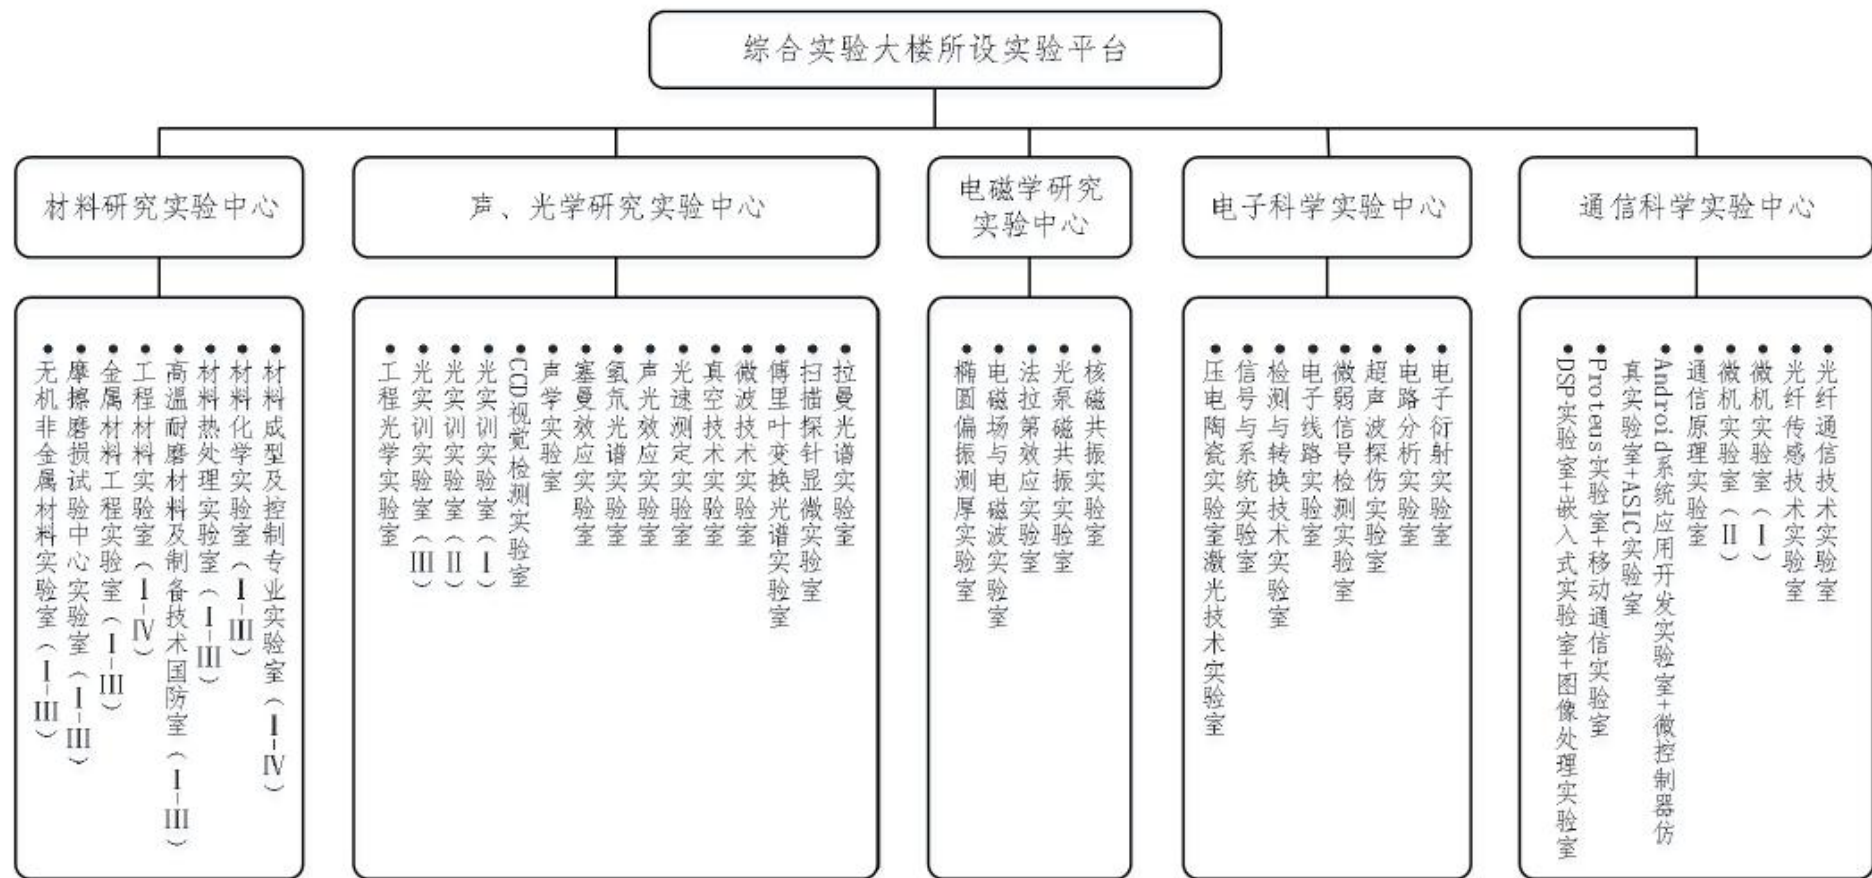 综合实验大楼所设实验平台
材料研究实验中心
声、光学研究实验中心
电磁学研究
实验中心
电子科学实验中心
通信科学实验中心
• 材料成型及控制专业实验室（Ⅰ-Ⅳ）
• 材料化学实验室（Ⅰ-Ⅲ）
• 材料热处理实验室（Ⅰ-Ⅲ）
• 高温耐磨材料及制备技术国防室（Ⅰ-Ⅲ）
• 工程材料实验室（Ⅰ-Ⅳ）
• 金属材料工程实验室（Ⅰ-Ⅲ）
• 摩擦磨损试验中心实验室（Ⅰ-Ⅲ）
• 无机非金属材料实验室（Ⅰ-Ⅲ）
• 拉曼光谱实验室
• 扫描探针显微实验室
• 傅里叶变换光谱实验室
• 微波技术实验室
• 真空技术实验室
• 光速测定实验室
• 声光效应实验室
• 氢氘光谱实验室
• 塞曼效应实验室
• 声学实验室
• CCD视觉检测实验室
• 光实训实验室（Ⅰ）
• 光实训实验室（Ⅱ）
• 光实训实验室（Ⅲ）
• 工程光学实验室
• 核磁共振实验室
• 光泵磁共振实验室
• 法拉第效应实验室
• 电磁场与电磁波实验室
• 椭圆偏振测厚实验室
• 电子衍射实验室
• 电路分析实验室
• 超声波探伤实验室
• 微弱信号检测实验室
• 电子线路实验室
• 检测与转换技术实验室
• 信号与系统实验室
• 压电陶瓷实验室激光技术实验室
• 光纤通信技术实验室
• 光纤传感技术实验室
• 微机实验室（Ⅰ）
• 微机实验室（Ⅱ）
• 通信原理实验室
• Android系统应用开发实验室+微控制器仿
真实验室+ASIC实验室
• Proteus实验室+移动通信实验室
• DSP实验室+嵌入式实验室+图像处理实验室